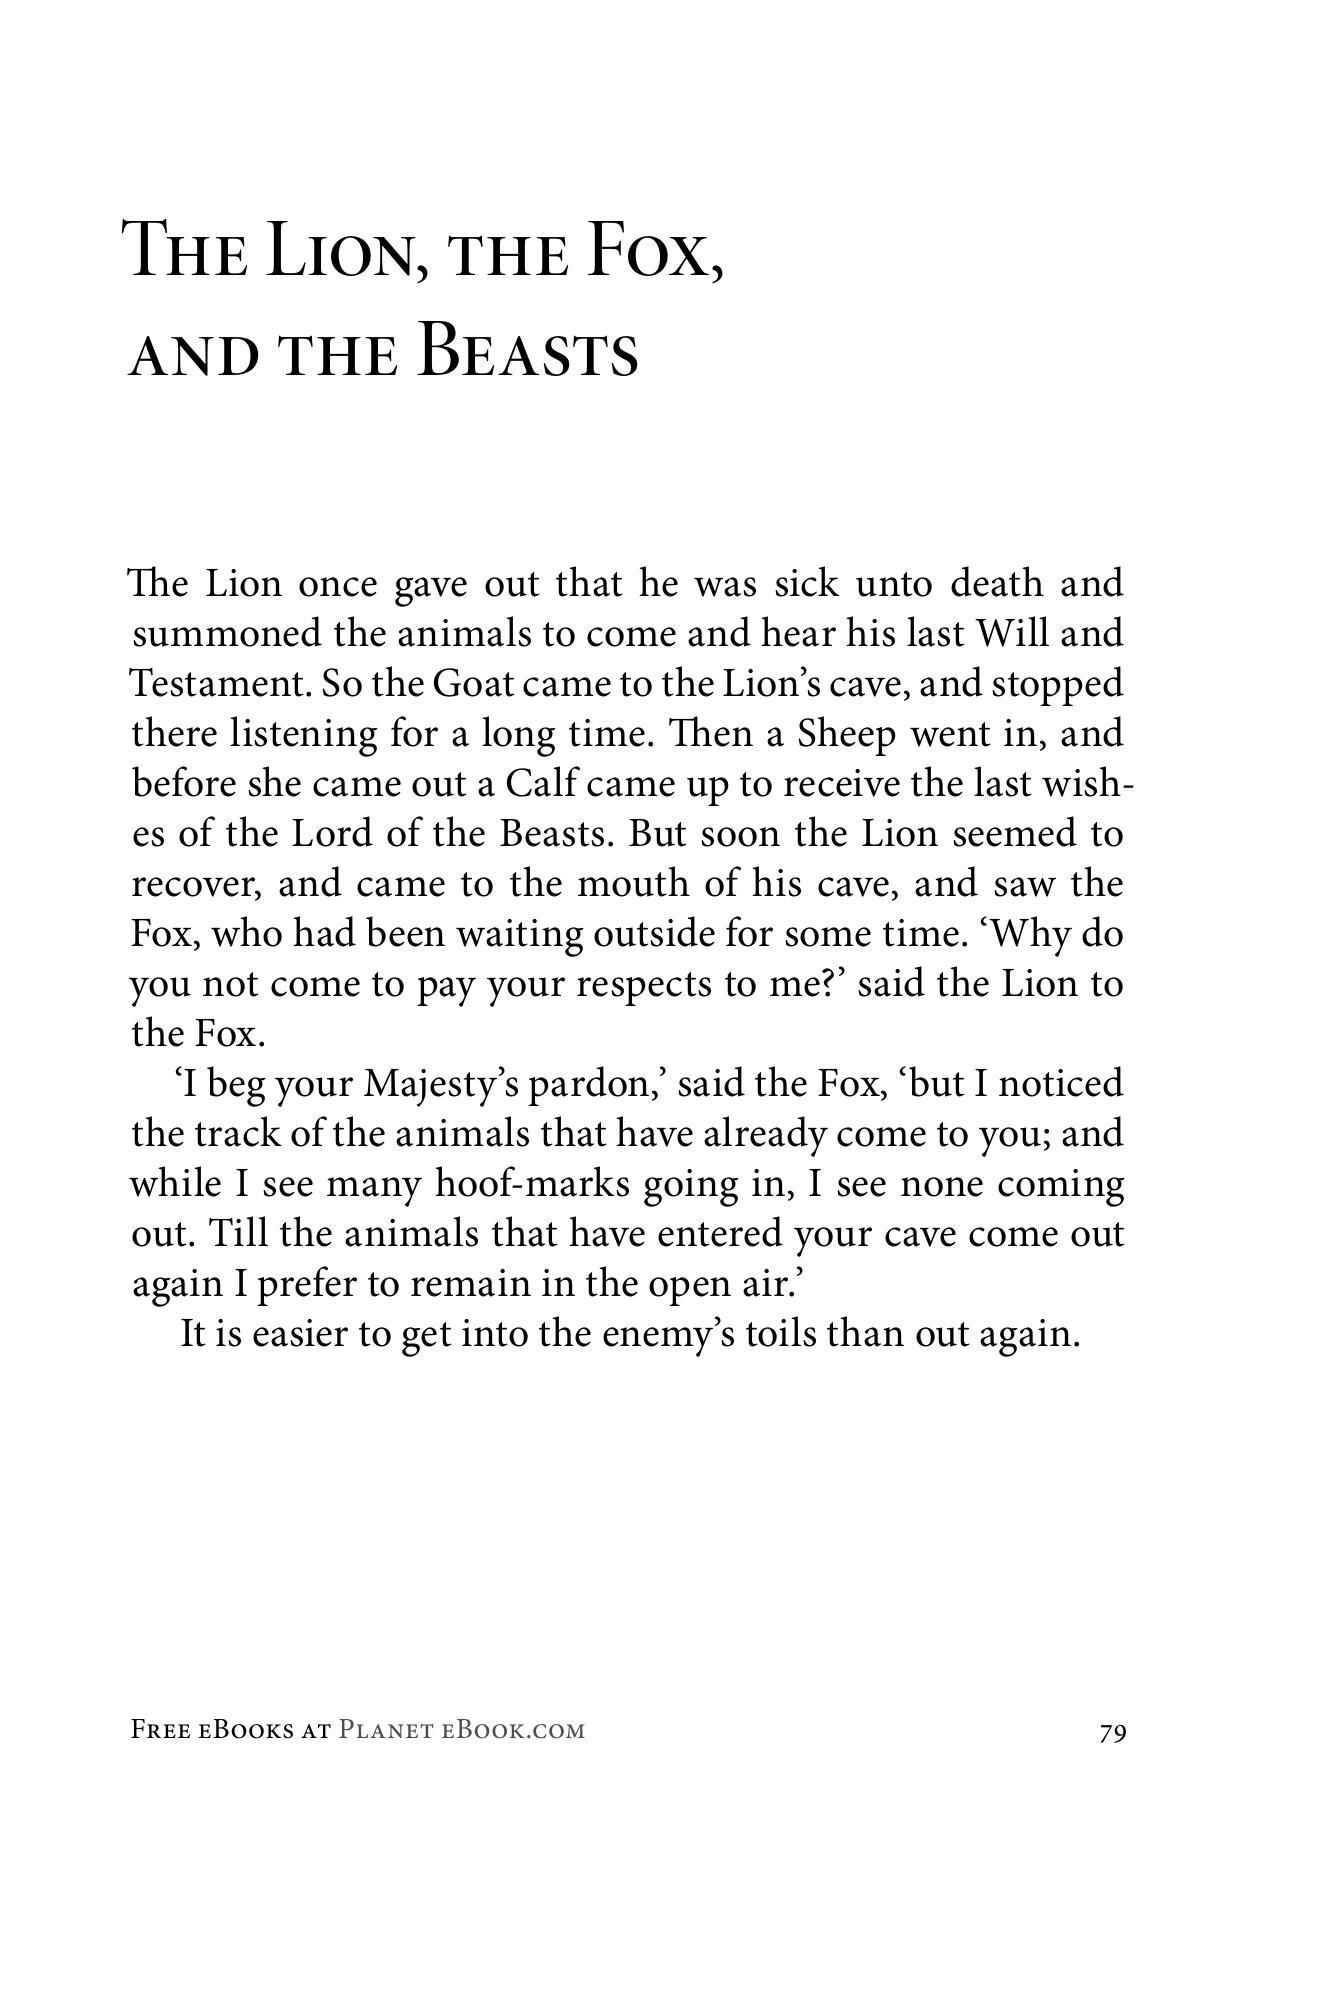 The Lion, the Fox,
and the Beasts
The Lion once gave out that he was sick unto death and
summoned the animals to come and hear his last Will and
Testament. So the Goat came to the Lion’s cave, and stopped
there listening for a long time. Then a Sheep went in, and
before she came out a Calf came up to receive the last wish-
es of the Lord of the Beasts. But soon the Lion seemed to
recover, and came to the mouth of his cave, and saw the
Fox, who had been waiting outside for some time. ‘Why do
you not come to pay your respects to me?’ said the Lion to
the Fox.
‘I beg your Majesty’s pardon,’ said the Fox, ‘but I noticed
the track of the animals that have already come to you; and
while I see many hoof-marks going in, I see none coming
out. Till the animals that have entered your cave come out
again I prefer to remain in the open air.’
It is easier to get into the enemy’s toils than out again.
Free eBooks at Planet eBook.com 79